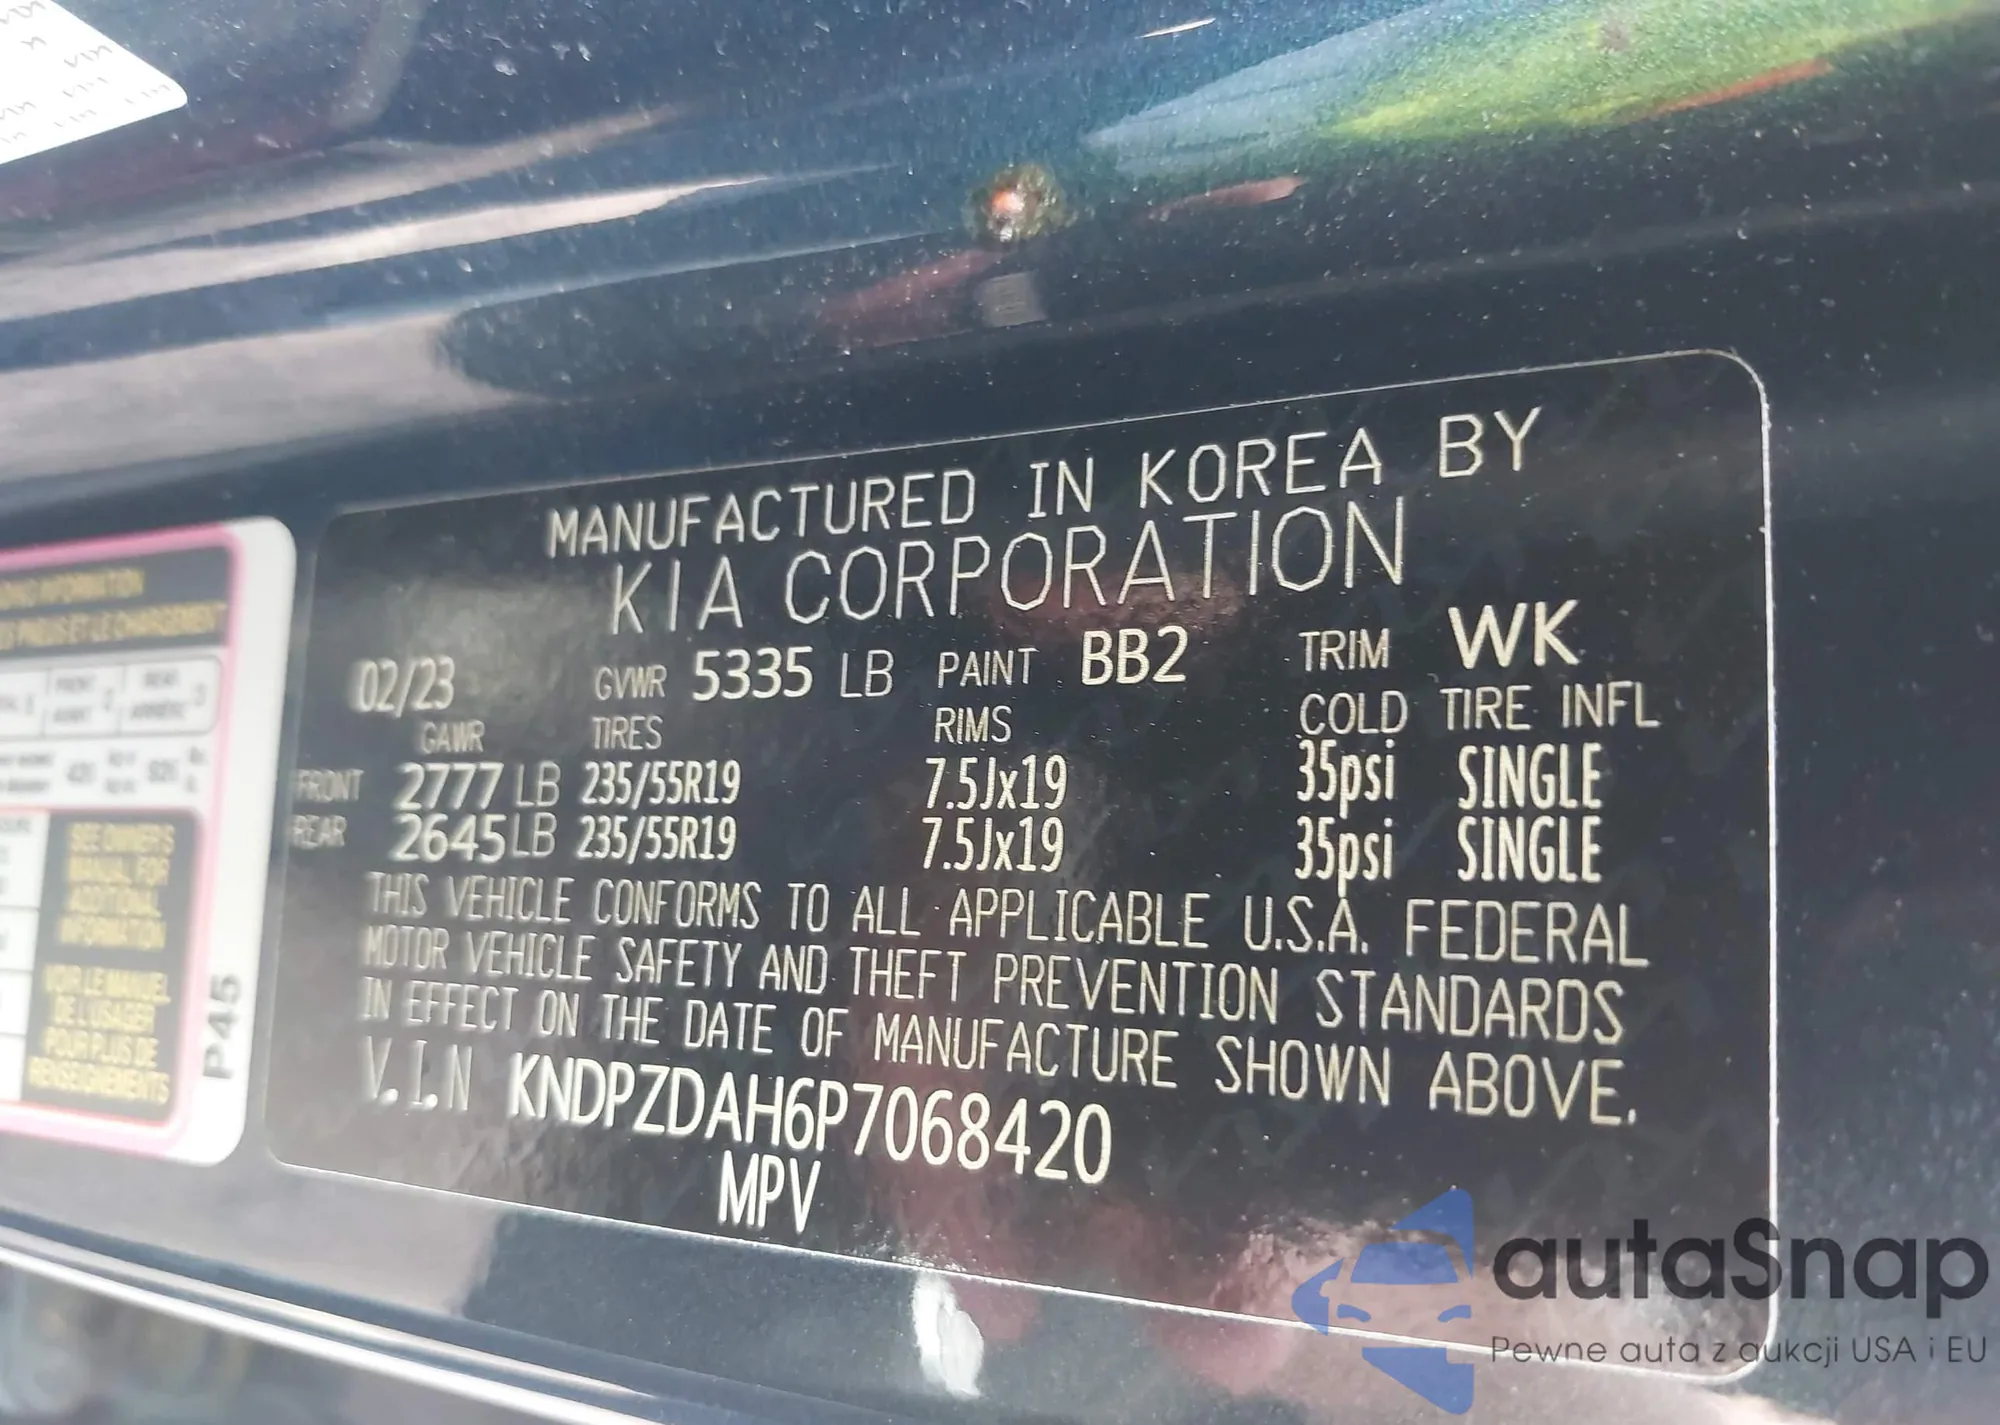 MANUFACTURED IN KOREA BY
KIA CORPORATION
02/23 GVWR 5335 LB PAINT BB2 TRIM WK
GAWR TIRES RIMS COLD TIRE INFL
FRONT 2777 LB 235/55R19 7.5Jx19 35psi SINGLE
REAR 2645 LB 235/55R19 7.5Jx19 35psi SINGLE
THIS VEHICLE CONFORMS TO ALL APPLICABLE U.S.A. FEDERAL
MOTOR VEHICLE SAFETY AND THEFT PREVENTION STANDARDS
IN EFFECT ON THE DATE OF MANUFACTURE SHOWN ABOVE.
V.I.N KNDPZDAH6P7068420
MPV
INFORMATION
ET LE CHARGEMENT
SEE OWNER'S
MANUAL FOR
ADDITIONAL
INFORMATION
VOIR LE MANUEL
DE L'USAGER
POUR PLUS DE
RENSEIGNEMENTS
P45
autaSnap
Pewne auta z aukcji USA i EU